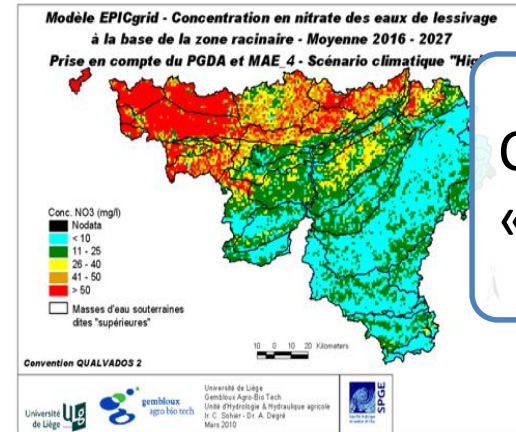 Modèle EPICgrid - Concentration en nitrate des eaux de lessivage
à la base de la zone racinaire - Moyenne 2016 - 2027
Prise en compte du PGDA et MAE_4 - Scénario climatique "Hig
Conc. NO3 (mg/l)
Nodata
< 10
11 - 25
26 - 40
41 - 50
> 50
Masses d'eau souterraines
dites "supérieures"
10 0 10 20 Kilometers
Convention QUALVADOS 2
Université de Liège
gembloux
agro bio tech
Université de Liège
Gembloux Agro-Bio Tech
Unité d'Hydrologie & Hydraulique agricole
Ir. C. Sohier - Dr. A. Degré
Mars 2010
SPGE
«